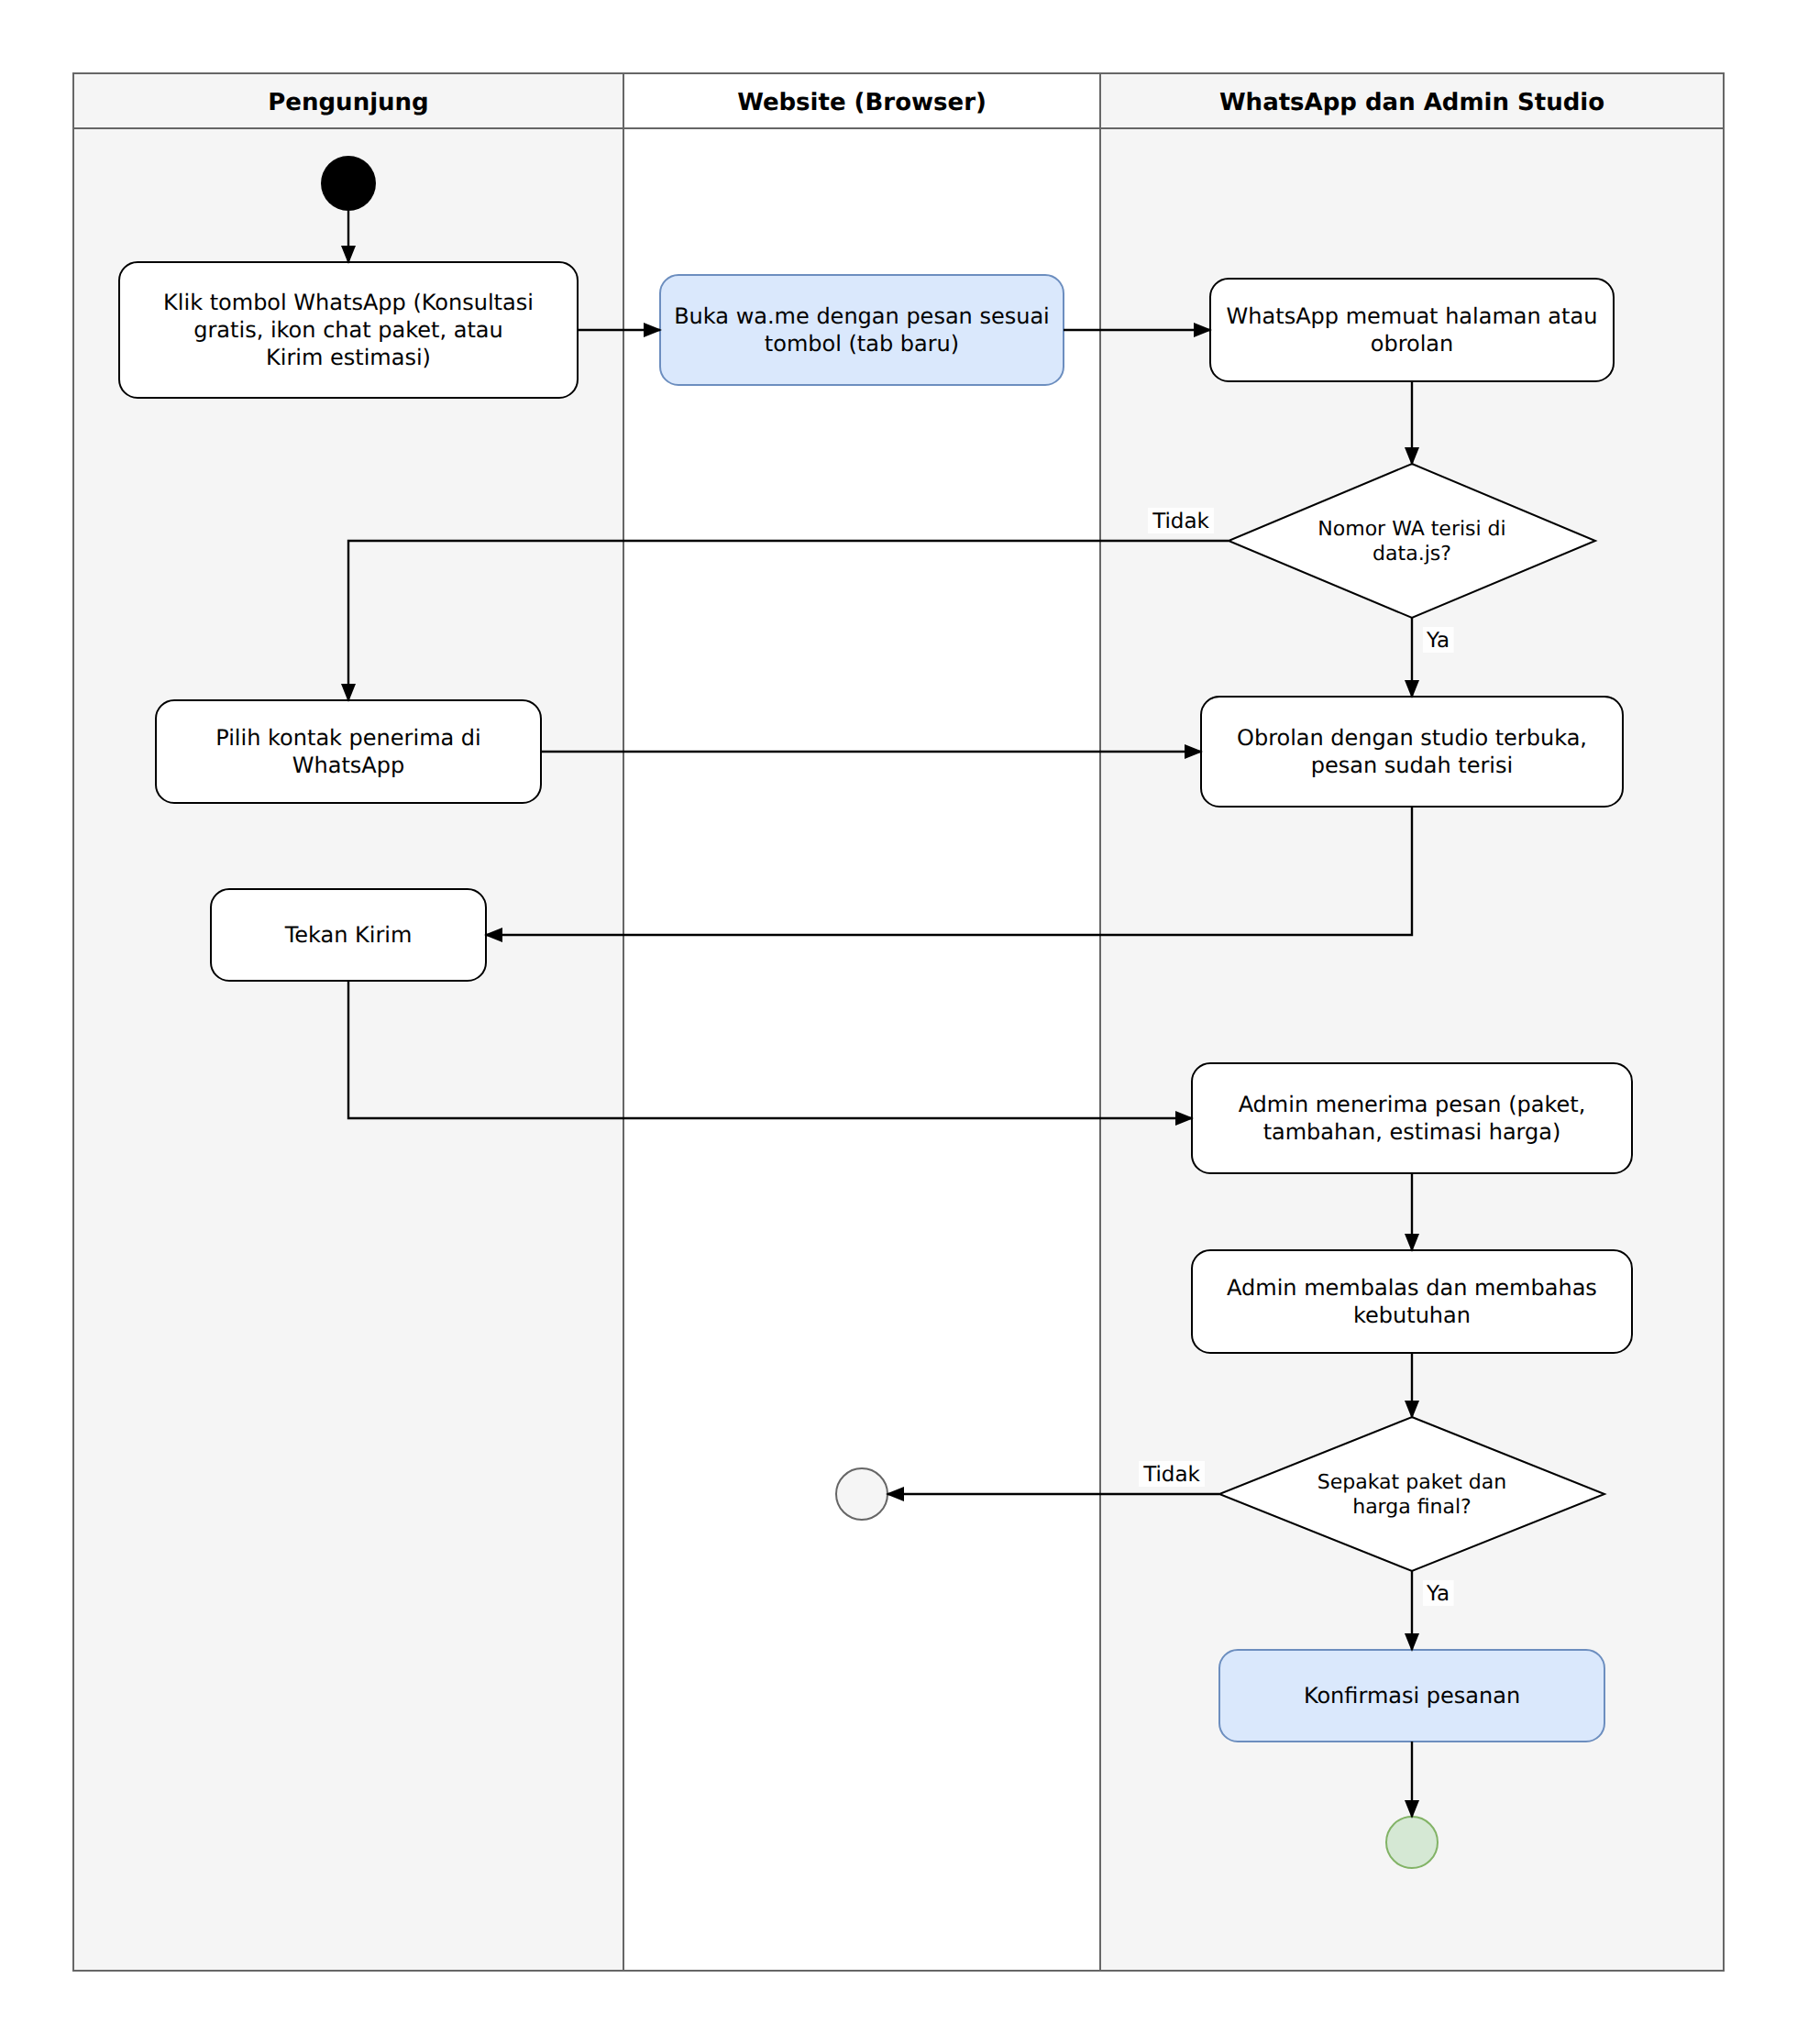 Pengunjung
Website (Browser)
WhatsApp dan Admin Studio
Klik tombol WhatsApp (Konsultasi
gratis, ikon chat paket, atau
Kirim estimasi)
Buka wa.me dengan pesan sesuai
tombol (tab baru)
WhatsApp memuat halaman atau
obrolan
Tidak
Nomor WA terisi di
data.js?
Ya
Pilih kontak penerima di
WhatsApp
Obrolan dengan studio terbuka,
pesan sudah terisi
Tekan Kirim
Admin menerima pesan (paket,
tambahan, estimasi harga)
Admin membalas dan membahas
kebutuhan
Tidak
Sepakat paket dan
harga final?
Ya
Konfirmasi pesanan